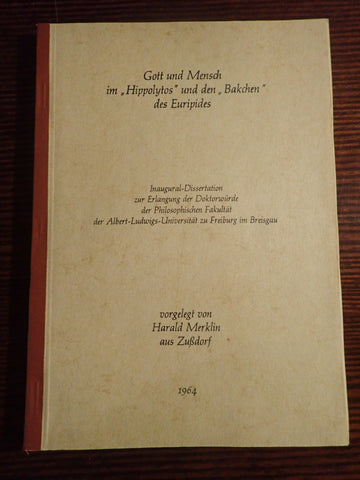 Gott und Mensch
im „Hippolytos" und den „Bakchen"
des Euripides
Inaugural-Dissertation
zur Erlangung der Doktorwürde
der Philosophischen Fakultät
der Albert-Ludwigs-Universität zu Freiburg im Breisgau
vorgelegt von
Harald Merklin
aus Zußdorf
1964